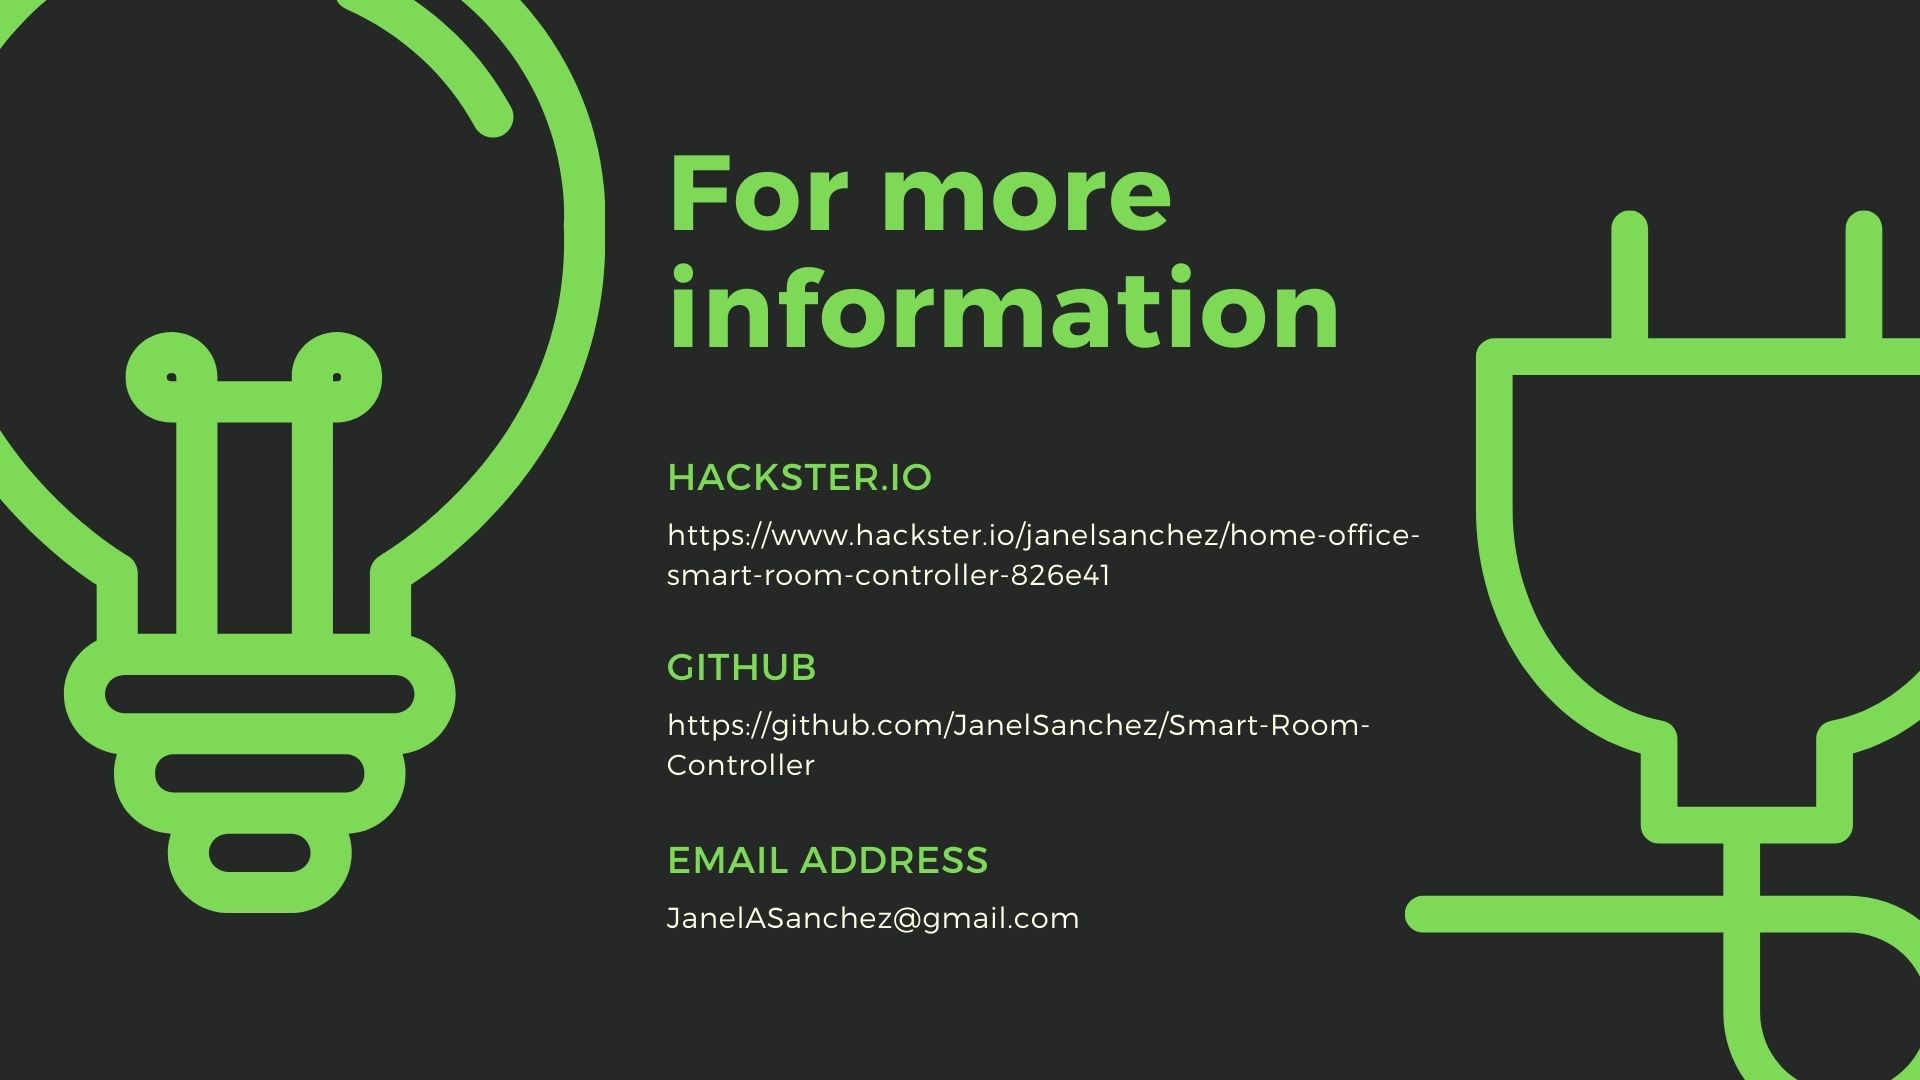 For more
information
HACKSTER.IO
https://www.hackster.io/janelsanchez/home-office-
smart-room-controller-826e41
GITHUB
https://github.com/JanelSanchez/Smart-Room-
Controller
EMAIL ADDRESS
JanelASanchez@gmail.com